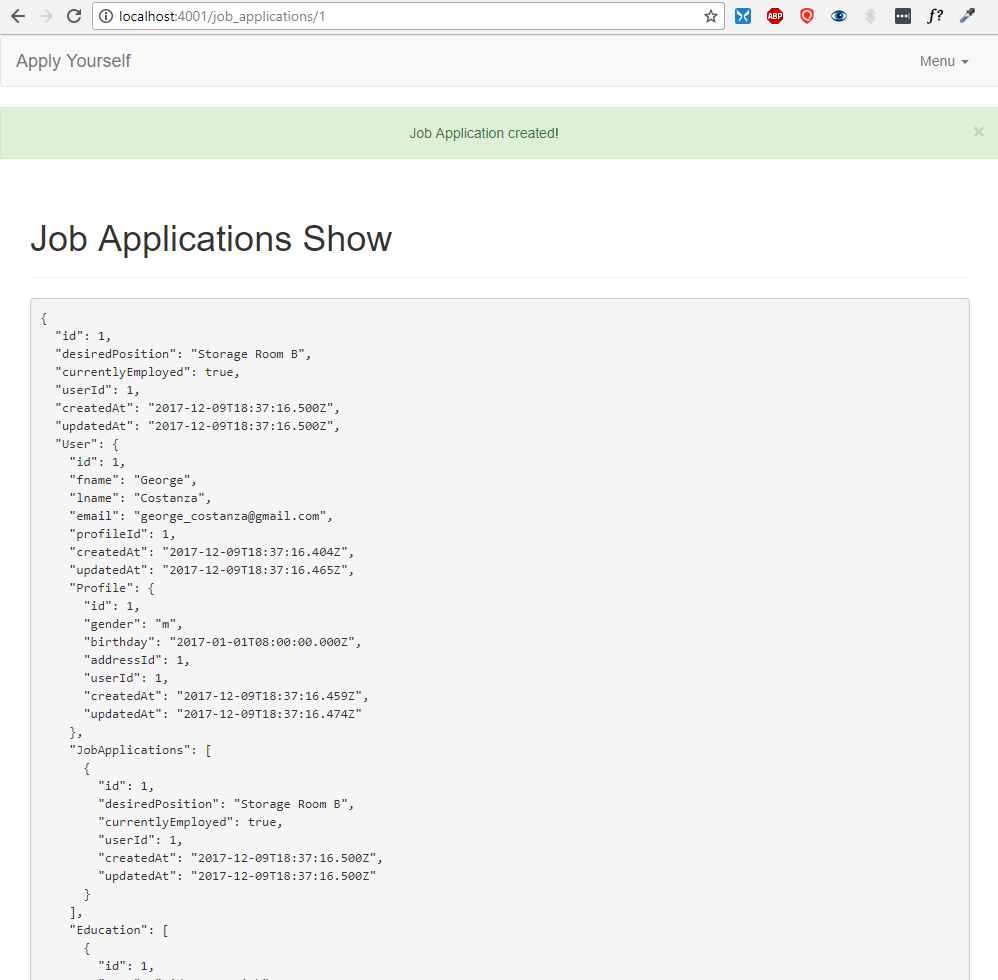 localhost:4001/job_applications/1
ABP
f?
Apply Yourself
Menu
Job Application created!
×
Job Applications Show
{
  "id": 1,
  "desiredPosition": "Storage Room B",
  "currentlyEmployed": true,
  "userId": 1,
  "createdAt": "2017-12-09T18:37:16.500Z",
  "updatedAt": "2017-12-09T18:37:16.500Z",
  "User": {
    "id": 1,
    "fname": "George",
    "lname": "Costanza",
    "email": "george_costanza@gmail.com",
    "profileId": 1,
    "createdAt": "2017-12-09T18:37:16.404Z",
    "updatedAt": "2017-12-09T18:37:16.465Z",
    "Profile": {
      "id": 1,
      "gender": "m",
      "birthday": "2017-01-01T08:00:00.000Z",
      "addressId": 1,
      "userId": 1,
      "createdAt": "2017-12-09T18:37:16.459Z",
      "updatedAt": "2017-12-09T18:37:16.474Z"
    },
    "JobApplications": [
      {
        "id": 1,
        "desiredPosition": "Storage Room B",
        "currentlyEmployed": true,
        "userId": 1,
        "createdAt": "2017-12-09T18:37:16.500Z",
        "updatedAt": "2017-12-09T18:37:16.500Z"
      }
    ],
    "Education": [
      {
        "id": 1,